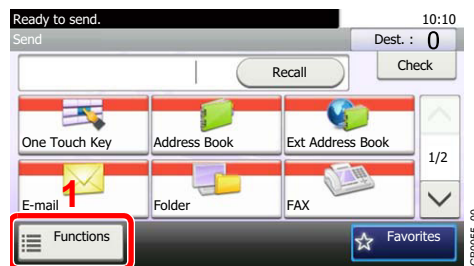 Ready to send. 10:10
Send Dest. : 0
Recall Check
One Touch Key Address Book Ext Address Book
1/2
E-mail Folder FAX
1
Functions Favorites